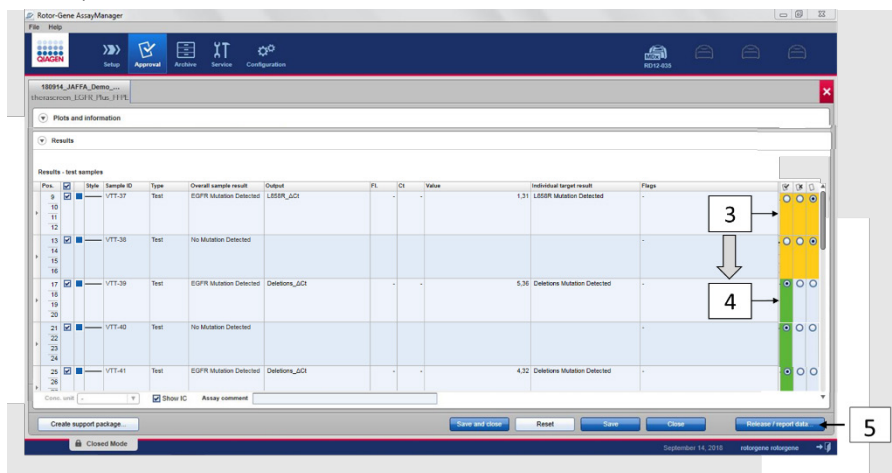 Rotor-Gene AssayManager
File Help
QIAGEN
Setup Approval Archive Service Configuration
RD12-035
180914_JAFFA_Demo_...
therascreen_EGFR_Plus_FFPE
Plots and information
Results
Results - test samples
Pos. Style Sample ID Type Overall sample result Output Fl. Ct Value Individual target result Flags
9 VTT-37 Test EGFR Mutation Detected L858R_ΔCt - - 1,31 L858R Mutation Detected -
10
11
12
3
13 VTT-38 Test No Mutation Detected -
14
15
16
17 VTT-39 Test EGFR Mutation Detected Deletions_ΔCt - - 5,36 Deletions Mutation Detected -
18
19
20
4
21 VTT-40 Test No Mutation Detected -
22
23
24
25 VTT-41 Test EGFR Mutation Detected Deletions_ΔCt - - 4,32 Deletions Mutation Detected -
26
Conc. unit - Show IC Assay comment
Create support package... Save and close Reset Save Close Release / report data...
5
Closed Mode
September 14, 2018 rotorgene rotorgene